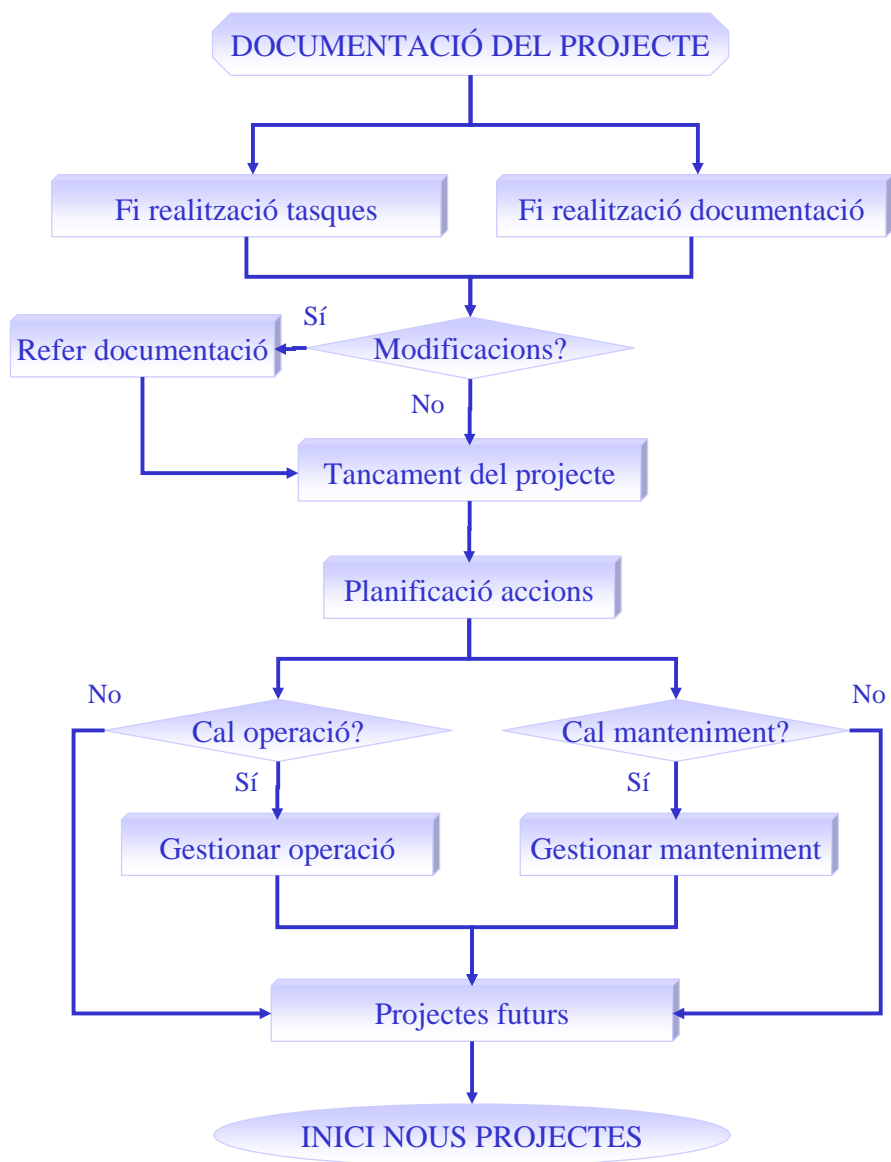 DOCUMENTACIÓ DEL PROJECTE
Fi realització tasques
Fi realització documentació
Sí
Refer documentació
Modificacions?
No
Tancament del projecte
Planificació accions
No
No
Cal operació?
Cal manteniment?
Sí
Sí
Gestionar operació
Gestionar manteniment
Projectes futurs
INICI NOUS PROJECTES